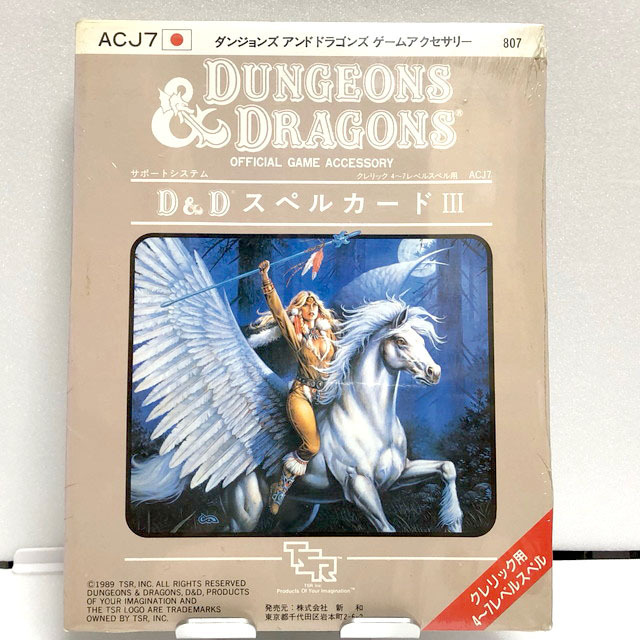 ACJ7 ダンジョンズ アンドドラゴンズ ゲームアクセサリー 807
DUNGEONS
& DRAGONS®
OFFICIAL GAME ACCESSORY
サポートシステム クレリック 4〜7レベルスペル用 ACJ7
D&D® スペルカード III
TSR™
TSR, Inc.
Products Of Your Imagination™
©1989 TSR, INC. ALL RIGHTS RESERVED
DUNGEONS & DRAGONS, D&D, PRODUCTS
OF YOUR IMAGINATION AND
THE TSR LOGO ARE TRADEMARKS
OWNED BY TSR, INC.
発売元:株式会社 新 和
東京都千代田区岩本町2-6-2
クレリック用
4〜7レベルスペル